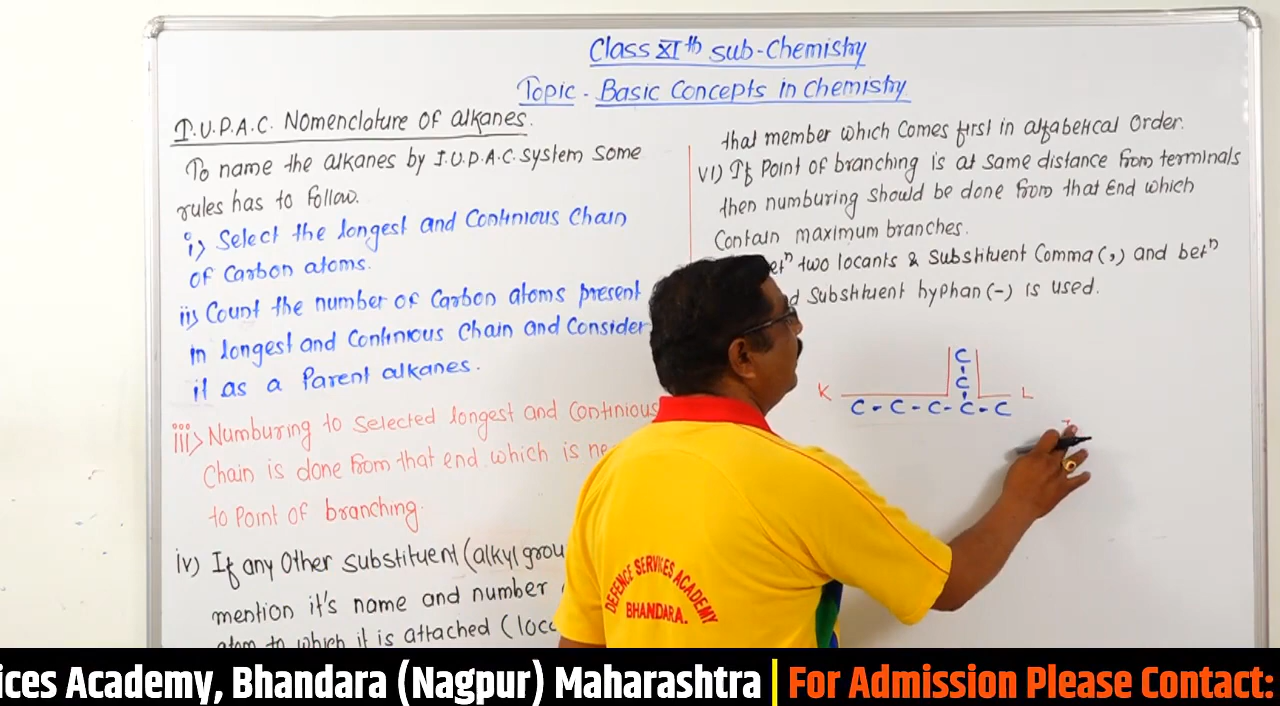 Class XIth sub-Chemistry
Topic - Basic Concepts in Chemistry
I.U.P.A.C. Nomenclature of alkanes.
To name the alkanes by I.U.P.A.C. system some
rules has to follow.
i> Select the longest and Continious Chain
of Carbon atoms.
ii> Count the number of Carbon atoms present
in longest and Continious Chain and Consider
it as a Parent alkanes.
iii> Numburing to Selected longest and Continious
Chain is done from that end which is
to Point of branching.
iv) If any Other substituent (alkyl grou
mention it's name and number
atom to which it is attached (loc
that member which Comes first in alfabetical Order.
VI) If Point of branching is at same distance from terminals
then numburing should be done from that End which
Contain maximum branches.
two locants & Substituent Comma (,) and betn
Substituent hyphan (-) is used.
C
C
K L
C - C - C - C - C
DEFENCE SERVICES ACADEMY
BHANDARA.
ices Academy, Bhandara (Nagpur) Maharashtra | For Admission Please Contact: